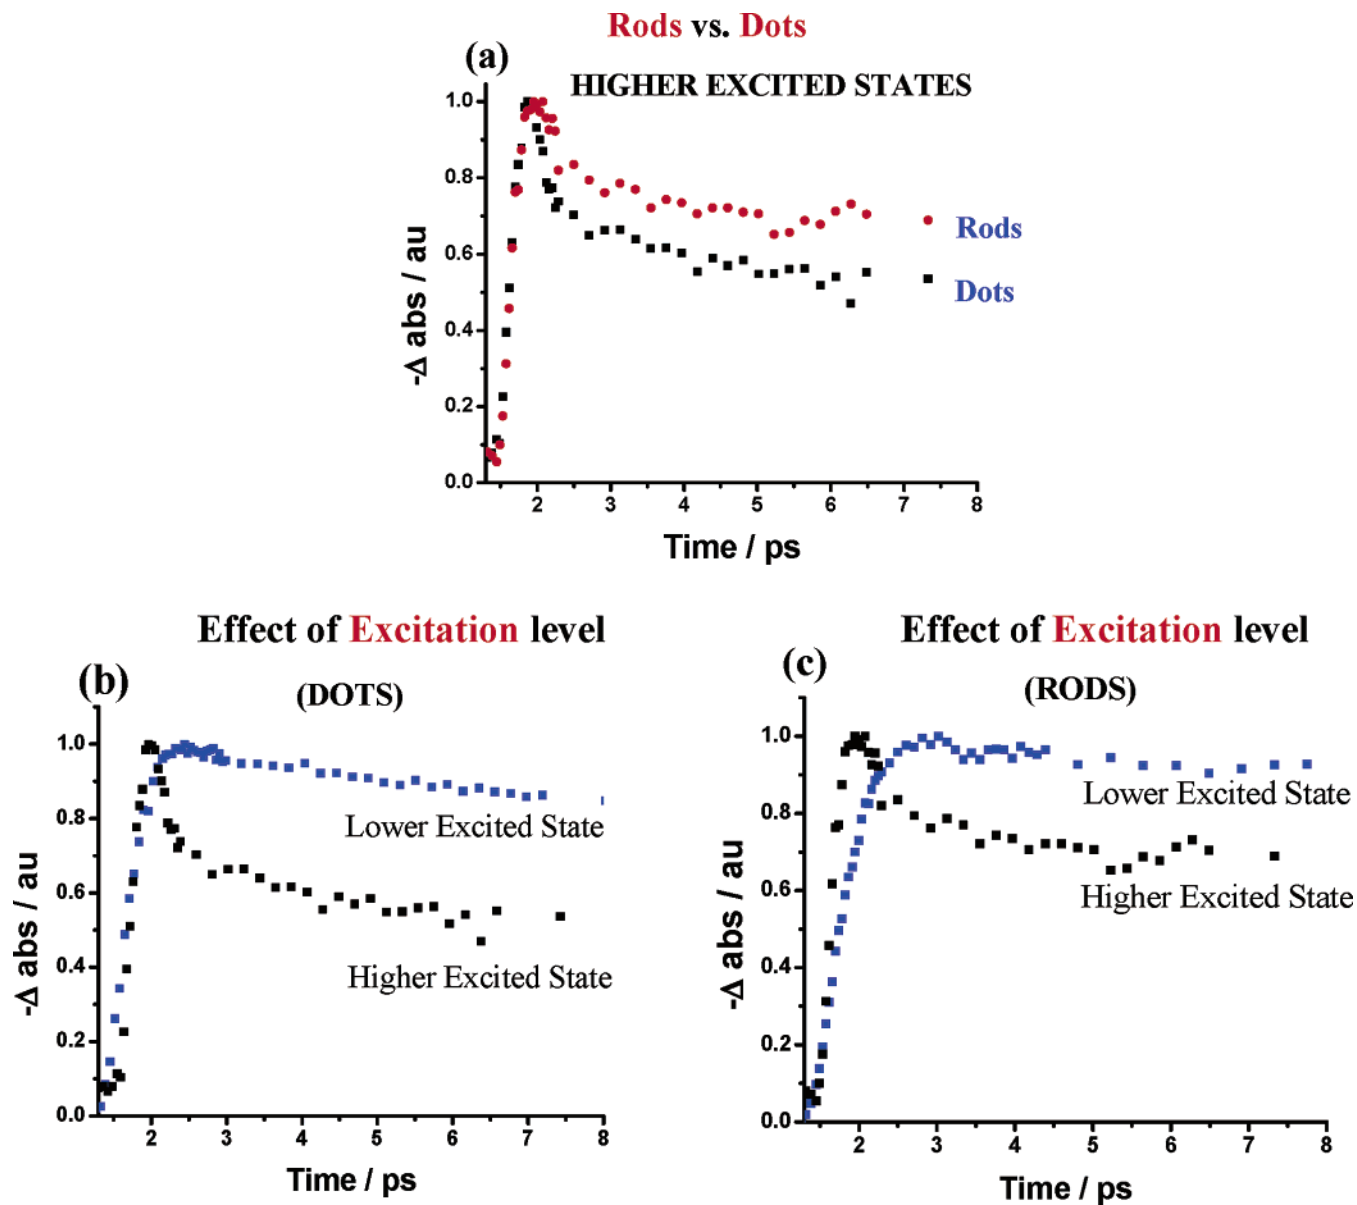 Rods vs. Dots
(a)
HIGHER EXCITED STATES
1.0
0.8
0.6
0.4
0.2
0.0
-Δ abs / au
Rods
Dots
2 3 4 5 6 7 8
Time / ps
Effect of Excitation level
(b)
(DOTS)
1.0
0.8
0.6
0.4
0.2
0.0
-Δ abs / au
Lower Excited State
Higher Excited State
2 3 4 5 6 7 8
Time / ps
Effect of Excitation level
(c)
(RODS)
1.0
0.8
0.6
0.4
0.2
0.0
-Δ abs / au
Lower Excited State
Higher Excited State
2 3 4 5 6 7 8
Time / ps